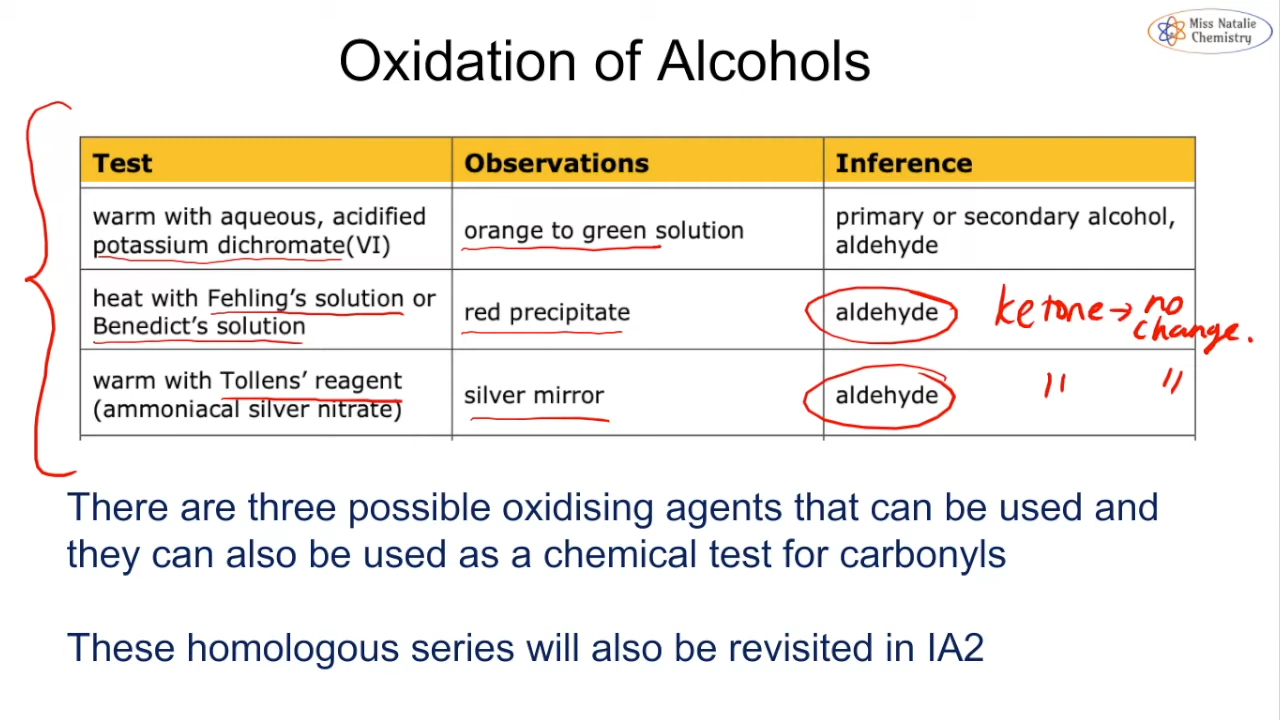 Miss Natalie
Chemistry
Oxidation of Alcohols
Test Observations Inference
warm with aqueous, acidified
potassium dichromate(VI)
orange to green solution
primary or secondary alcohol,
aldehyde
heat with Fehling's solution or
Benedict's solution
red precipitate
aldehyde
ketone → no
change.
warm with Tollens' reagent
(ammoniacal silver nitrate)
silver mirror
aldehyde
" "
There are three possible oxidising agents that can be used and
they can also be used as a chemical test for carbonyls
These homologous series will also be revisited in IA2